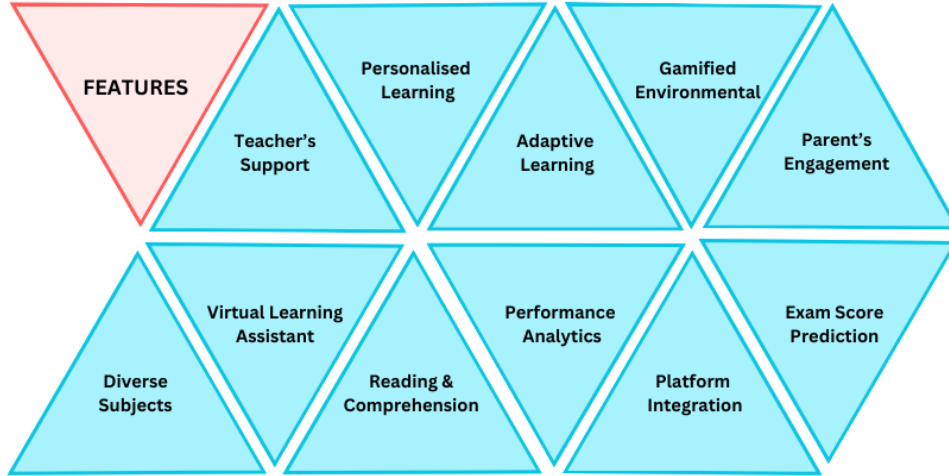 FEATURES
Teacher's
Support
Personalised
Learning
Adaptive
Learning
Gamified
Environmental
Parent's
Engagement
Diverse
Subjects
Virtual Learning
Assistant
Reading &
Comprehension
Performance
Analytics
Platform
Integration
Exam Score
Prediction